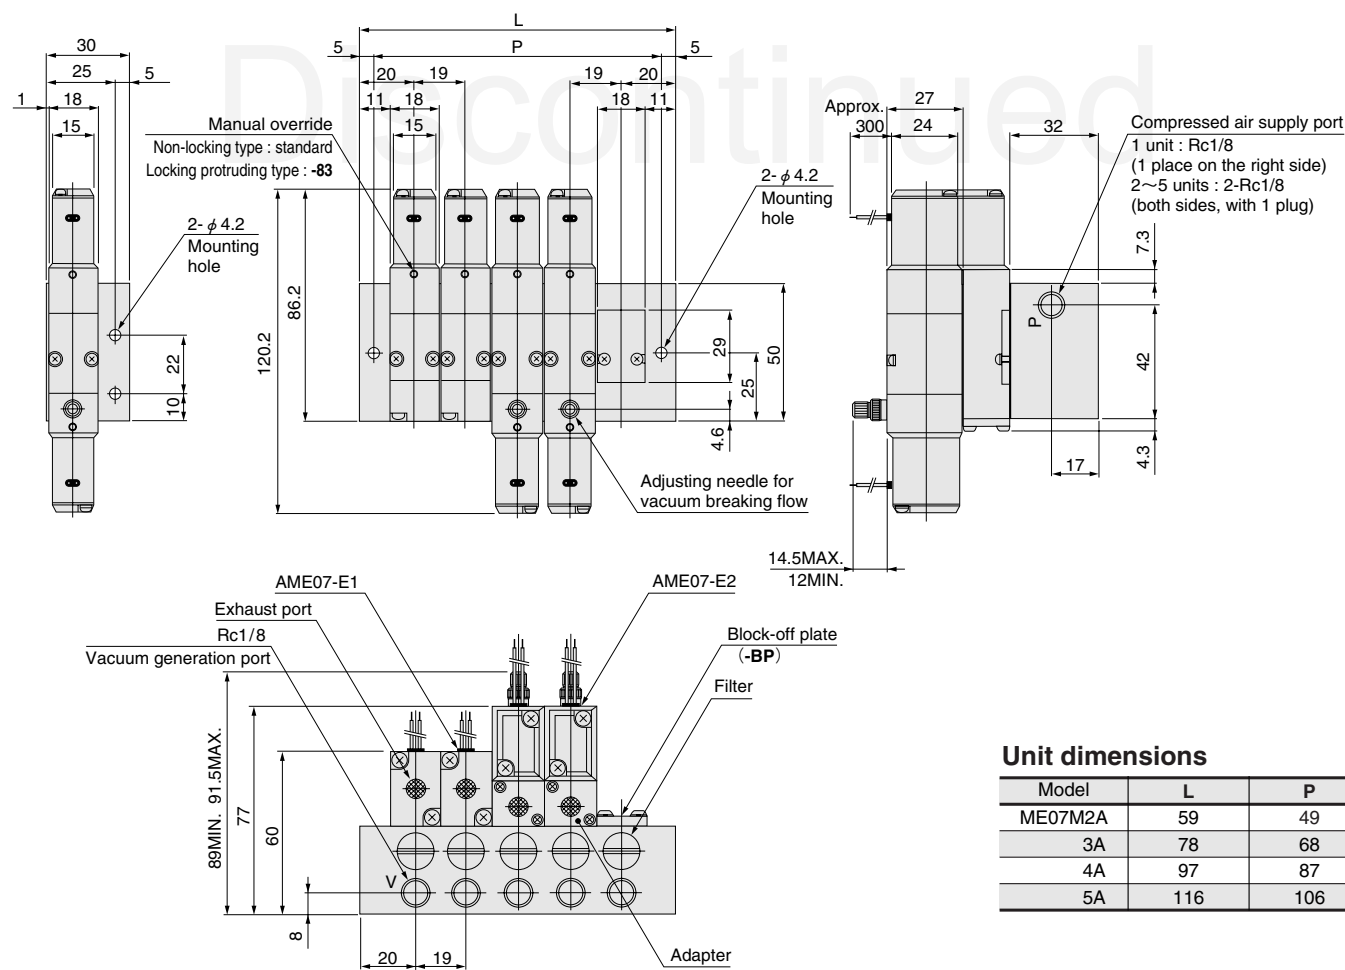 Discontinued
30
25
5
1
18
15
2-φ4.2
Mounting
hole
22
10
L
5
P
5
20
19
19
20
11
18
18
11
15
Manual override
Non-locking type : standard
Locking protruding type : -83
2-φ4.2
Mounting
hole
120.2
86.2
29
50
25
4.6
Adjusting needle for
vacuum breaking flow
Approx.
300
27
24
32
Compressed air supply port
1 unit : Rc1/8
(1 place on the right side)
2～5 units : 2-Rc1/8
(both sides, with 1 plug)
7.3
P
42
4.3
17
14.5MAX.
12MIN.
AME07-E1
AME07-E2
Exhaust port
Rc1/8
Vacuum generation port
Block-off plate
(-BP)
Filter
89MIN. 91.5MAX.
77
60
V
8
20
19
Adapter
Unit dimensions
Model L P
ME07M2A 59 49
3A 78 68
4A 97 87
5A 116 106